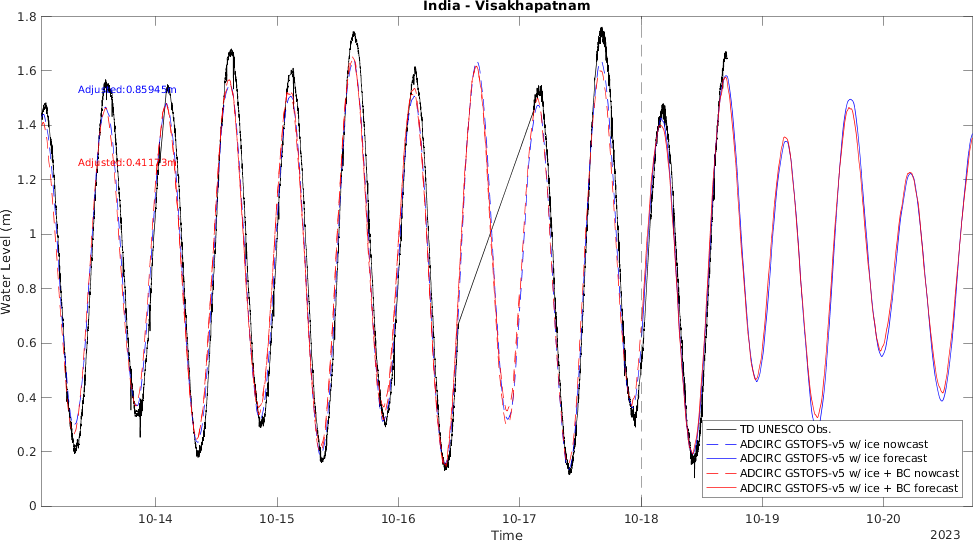 India - Visakhapatnam
Water Level (m)
1.8
1.6
1.4
1.2
1
0.8
0.6
0.4
0.2
0
Adjusted:0.85945m
Adjusted:0.41173m
TD UNESCO Obs.
ADCIRC GSTOFS-v5 w/ ice nowcast
ADCIRC GSTOFS-v5 w/ ice forecast
ADCIRC GSTOFS-v5 w/ ice + BC nowcast
ADCIRC GSTOFS-v5 w/ ice + BC forecast
10-14 10-15 10-16 10-17 10-18 10-19 10-20
Time
2023